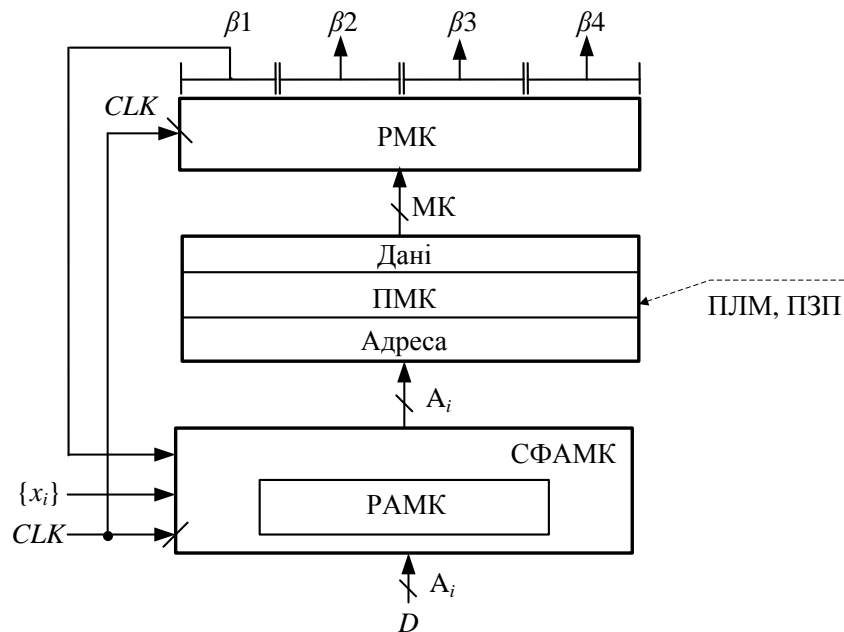 β1 β2 β3 β4
CLK
РМК
МК
Дані
ПМК
ПЛМ, ПЗП
Адреса
Aᵢ
СФАМК
{xᵢ}
РАМК
CLK
Aᵢ
D